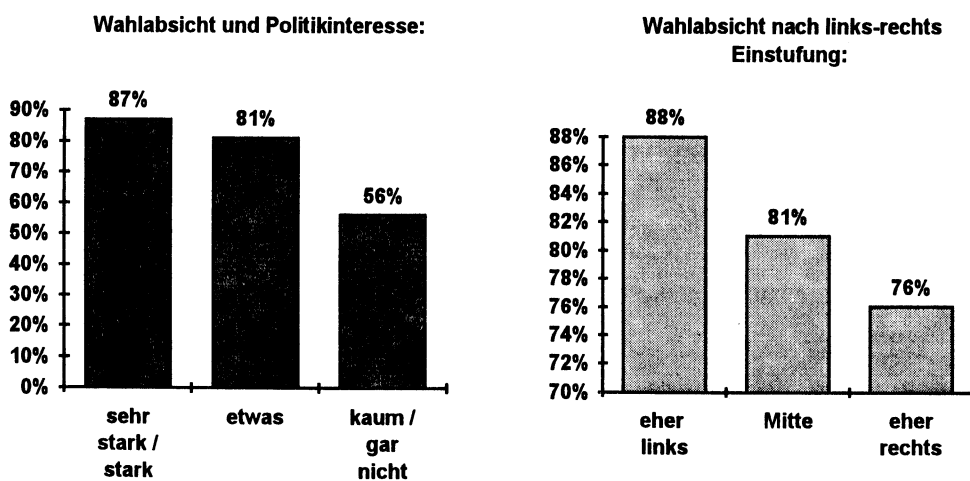 Wahlabsicht und Politikinteresse:
90%
80%
70%
60%
50%
40%
30%
20%
10%
0%
87%
81%
56%
sehr
stark /
stark
etwas
kaum /
gar
nicht
Wahlabsicht nach links-rechts
Einstufung:
88%
86%
84%
82%
80%
78%
76%
74%
72%
70%
88%
81%
76%
eher
links
Mitte
eher
rechts